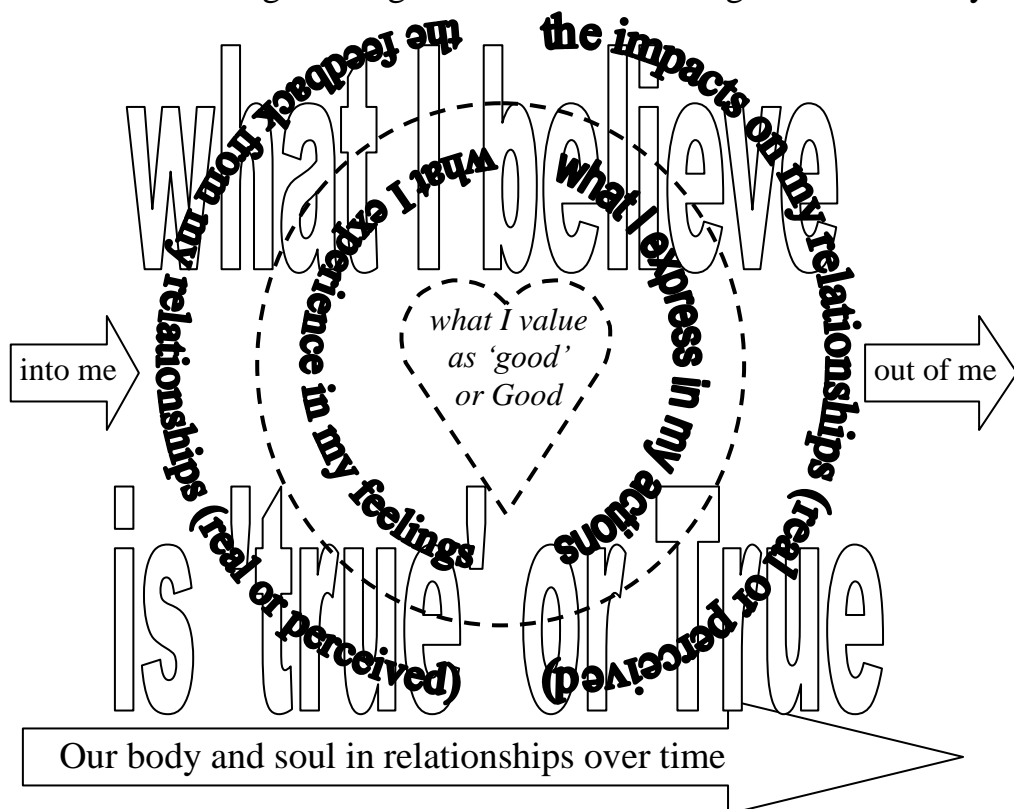 what I believe
is 'true' or True
the feedback from my relationships (real or perceived)
the impacts on my relationships (real or perceived)
what I experience in my feelings
what I express in my actions
what I value
as ‘good’
or Good
into me
out of me
Our body and soul in relationships over time